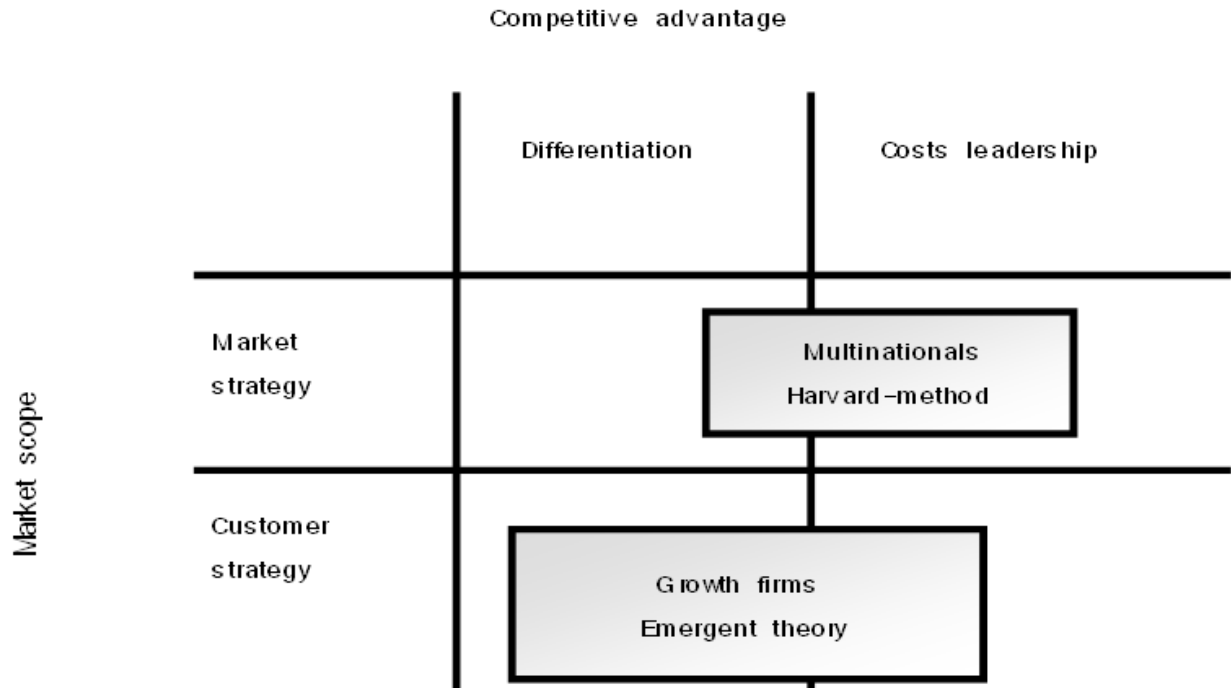 Competitive advantage
Differentiation
Costs leadership
Market scope
Market
strategy
Multinationals
Harvard-method
Customer
strategy
Growth firms
Emergent theory